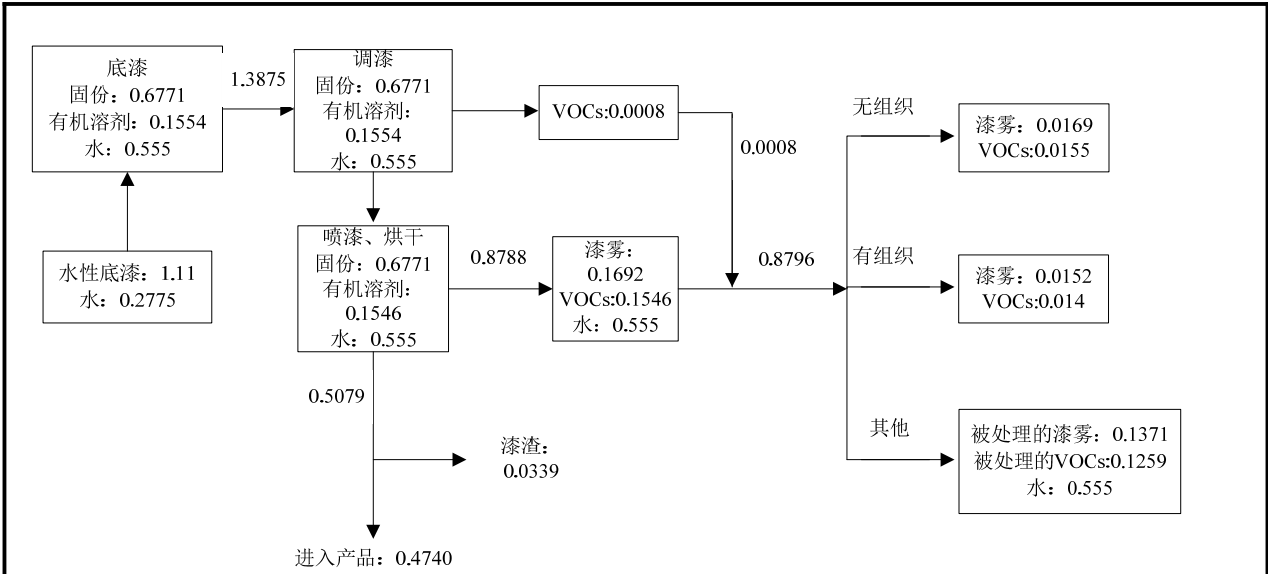 底漆
固份：0.6771
有机溶剂：0.1554
水：0.555
1.3875
调漆
固份：0.6771
有机溶剂：
0.1554
水：0.555
VOCs:0.0008
0.0008
无组织
漆雾：0.0169
VOCs:0.0155
水性底漆：1.11
水：0.2775
喷漆、烘干
固份：0.6771
有机溶剂：
0.1546
水：0.555
0.8788
漆雾：
0.1692
VOCs:0.1546
水：0.555
0.8796
有组织
漆雾：0.0152
VOCs:0.014
0.5079
漆渣：
0.0339
进入产品：0.4740
其他
被处理的漆雾：0.1371
被处理的VOCs:0.1259
水：0.555